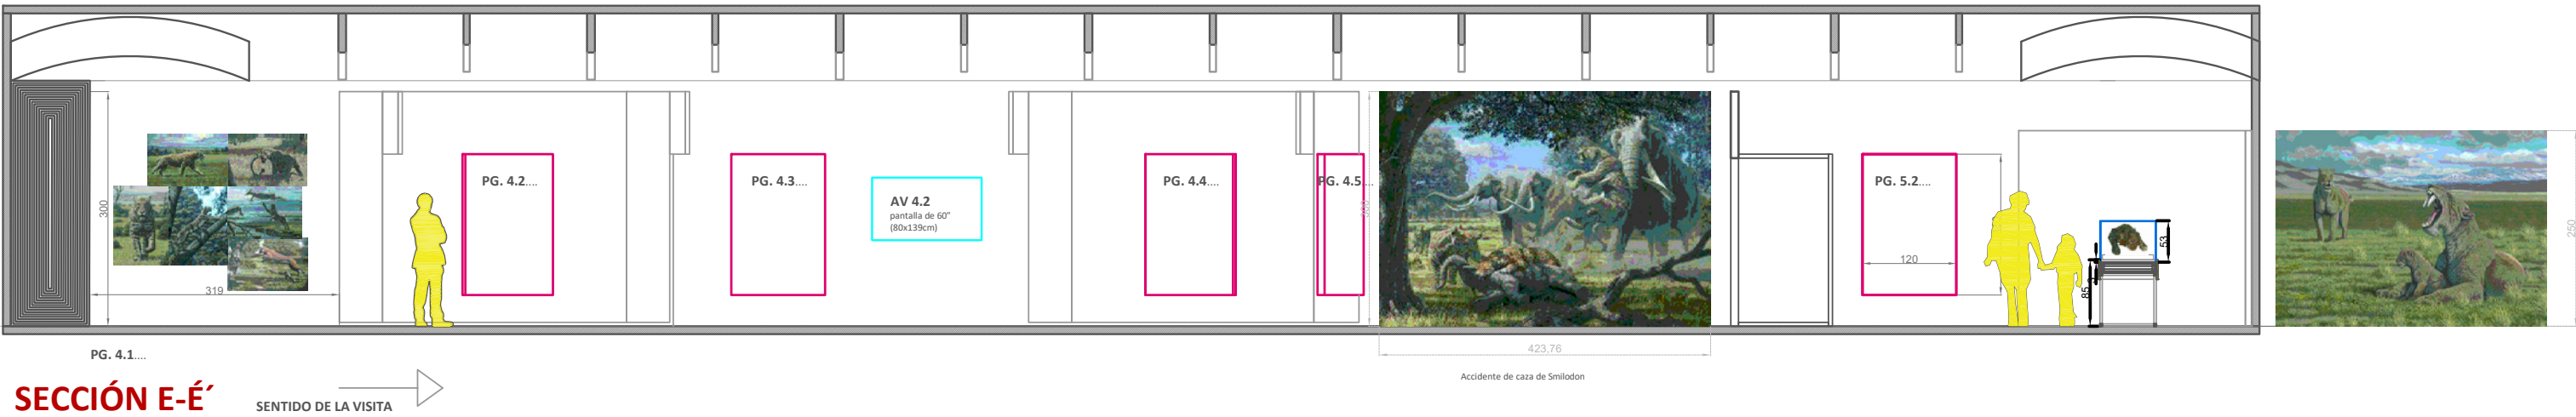 300
319
PG. 4.2....
PG. 4.3....
AV 4.2
pantalla de 60"
(80x139cm)
PG. 4.4....
PG. 4.5....
423,76
Accidente de caza de Smilodon
PG. 5.2....
120
85
53
250
PG. 4.1....
SECCIÓN E-É´
SENTIDO DE LA VISITA